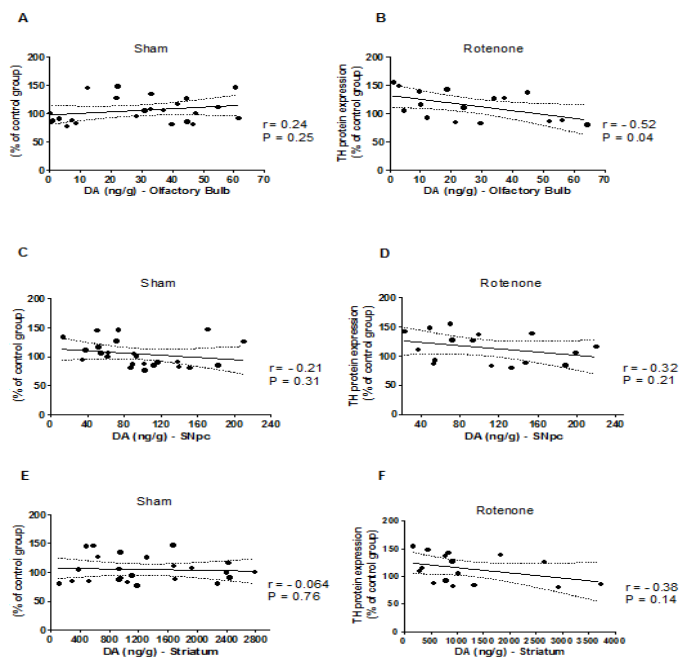 A
Sham
(% of control group)
200
150
100
50
0
0 10 20 30 40 50 60 70
DA (ng/g) - Olfactory Bulb
r = 0.24
P = 0.25
B
Rotenone
TH protein expression
(% of control group)
200
150
100
50
0
0 10 20 30 40 50 60 70
DA (ng/g) - Olfactory Bulb
r = - 0.52
P = 0.04
C
Sham
(% of control group)
200
150
100
50
0
0 40 80 120 160 200 240
DA (ng/g) - SNpc
r = - 0.21
P = 0.31
D
Rotenone
TH protein expression
(% of control group)
200
150
100
50
0
0 40 80 120 160 200 240
DA (ng/g) - SNpc
r = - 0.32
P = 0.21
E
Sham
(% of control group)
200
150
100
50
0
0 400 800 1200 1600 2000 2400 2800
DA (ng/g) - Striatum
r = - 0.064
P = 0.76
F
Rotenone
TH protein expression
(% of control group)
200
150
100
50
0
0 500 1000 1500 2000 2500 3000 3500 4000
DA (ng/g) - Striatum
r = - 0.38
P = 0.14